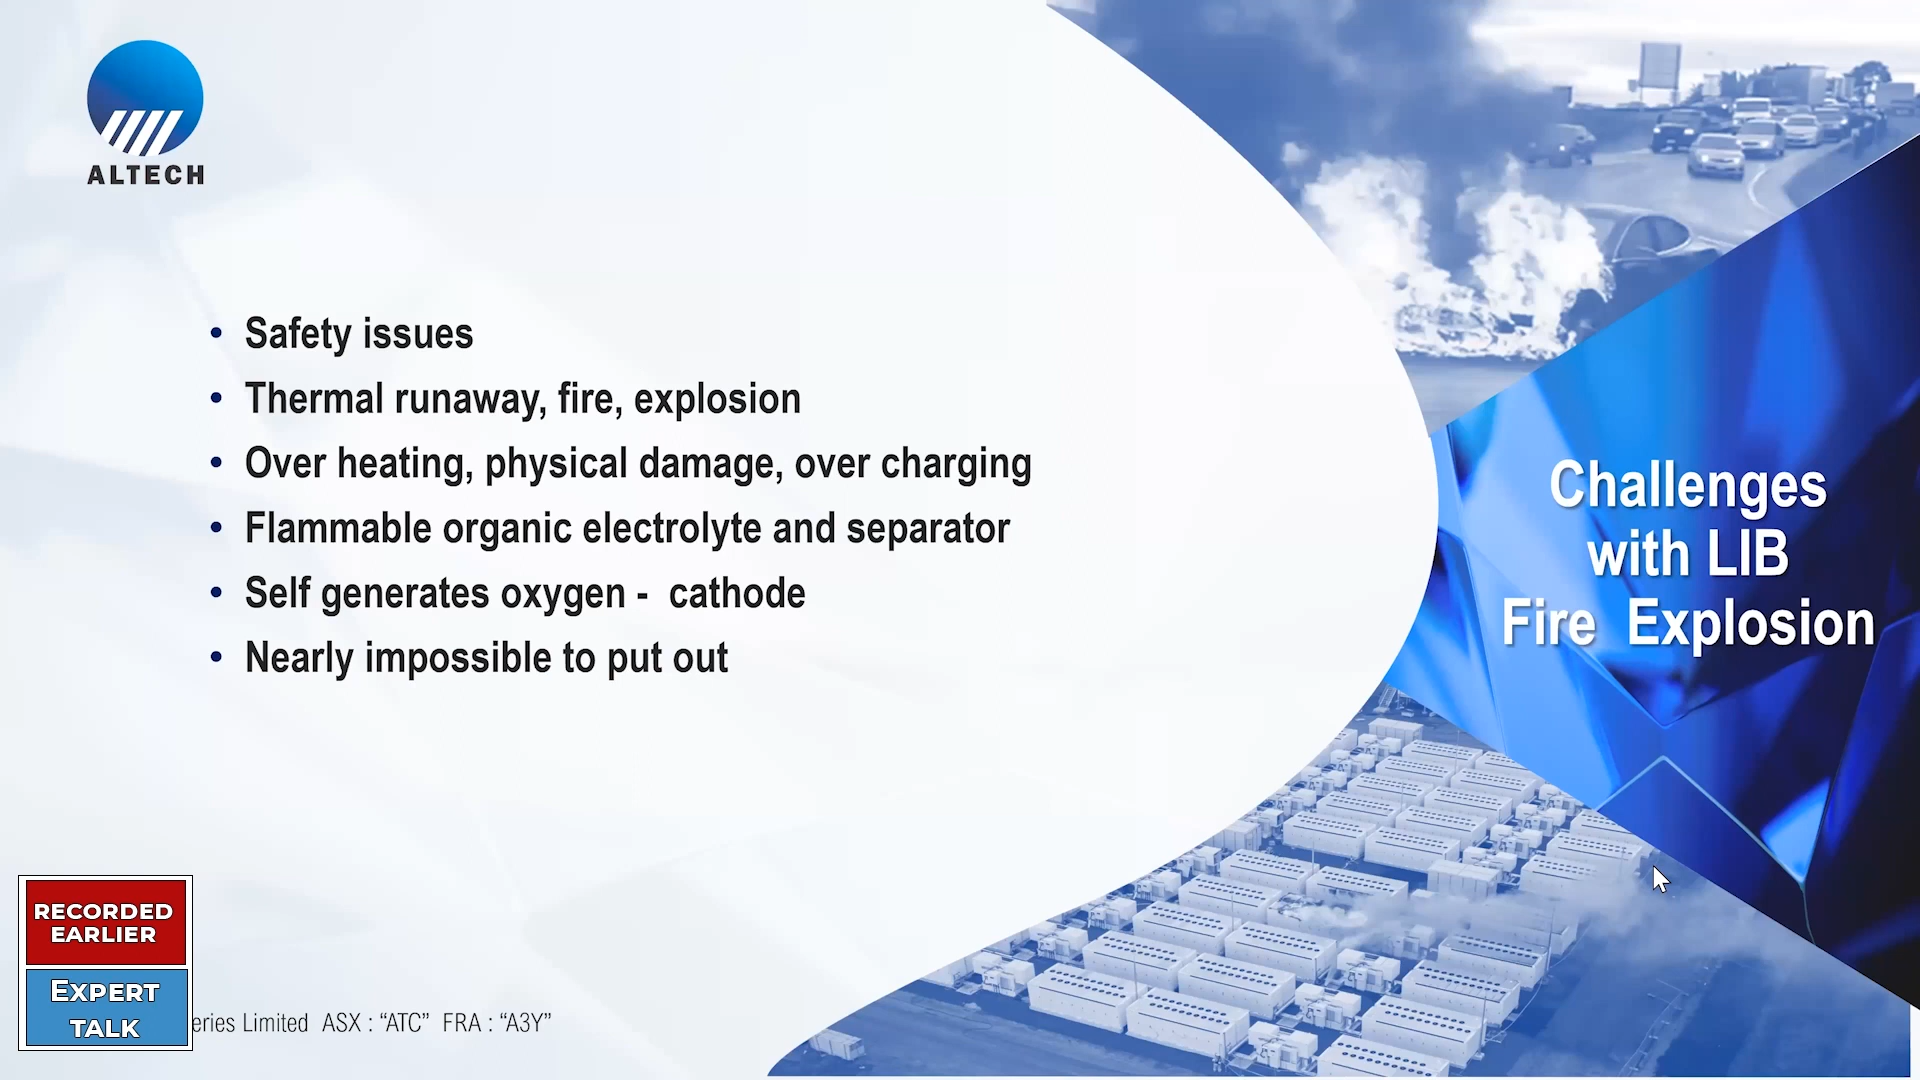 ALTECH
• Safety issues
• Thermal runaway, fire, explosion
• Over heating, physical damage, over charging
• Flammable organic electrolyte and separator
• Self generates oxygen -  cathode
• Nearly impossible to put out
Challenges
with LIB
Fire  Explosion
RECORDED
EARLIER
EXPERT
TALK
eries Limited  ASX : “ATC”  FRA : “A3Y”